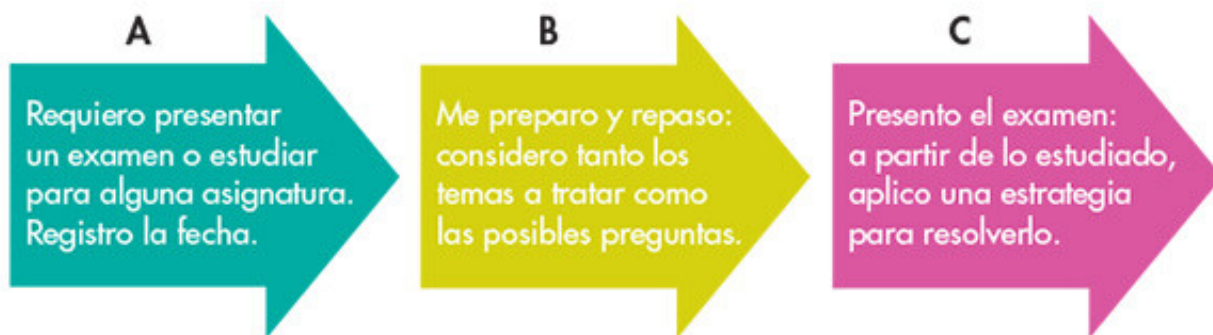 A
Requiero presentar
un examen o estudiar
para alguna asignatura.
Registro la fecha.
B
Me preparo y repaso:
considero tanto los
temas a tratar como
las posibles preguntas.
C
Presento el examen:
a partir de lo estudiado,
aplico una estrategia
para resolverlo.